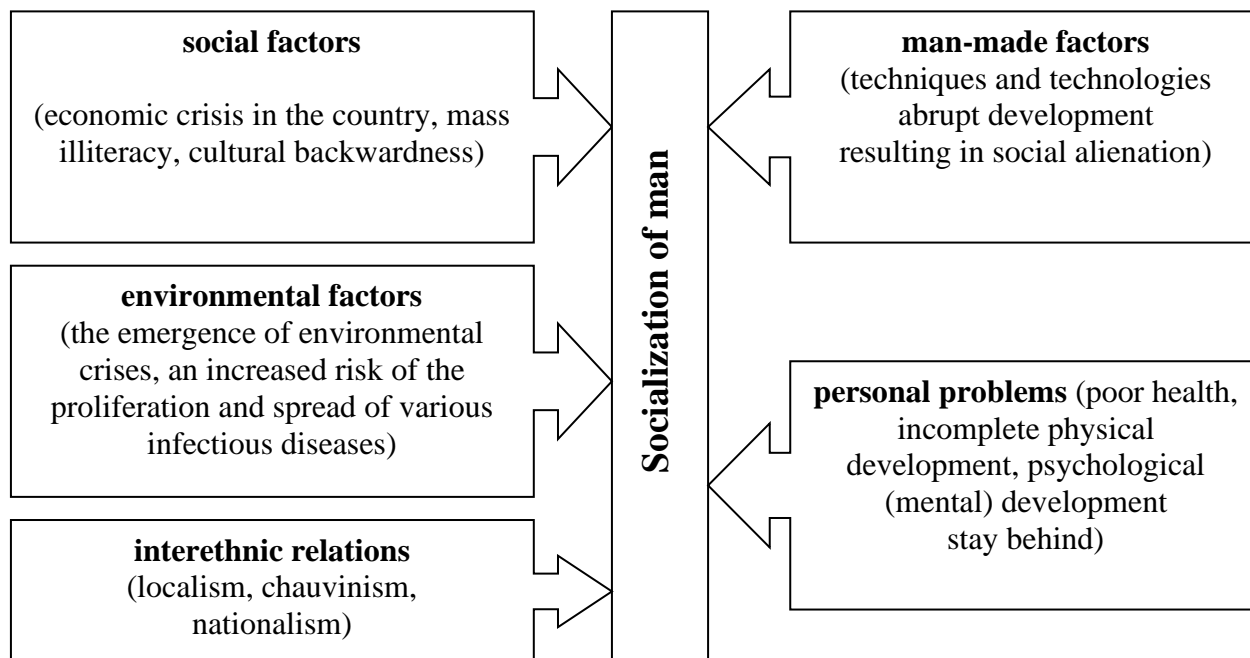 social factors
(economic crisis in the country, mass
illiteracy, cultural backwardness)
environmental factors
(the emergence of environmental
crises, an increased risk of the
proliferation and spread of various
infectious diseases)
interethnic relations
(localism, chauvinism,
nationalism)
Socialization of man
man-made factors
(techniques and technologies
abrupt development
resulting in social alienation)
personal problems (poor health,
incomplete physical
development, psychological
(mental) development
stay behind)